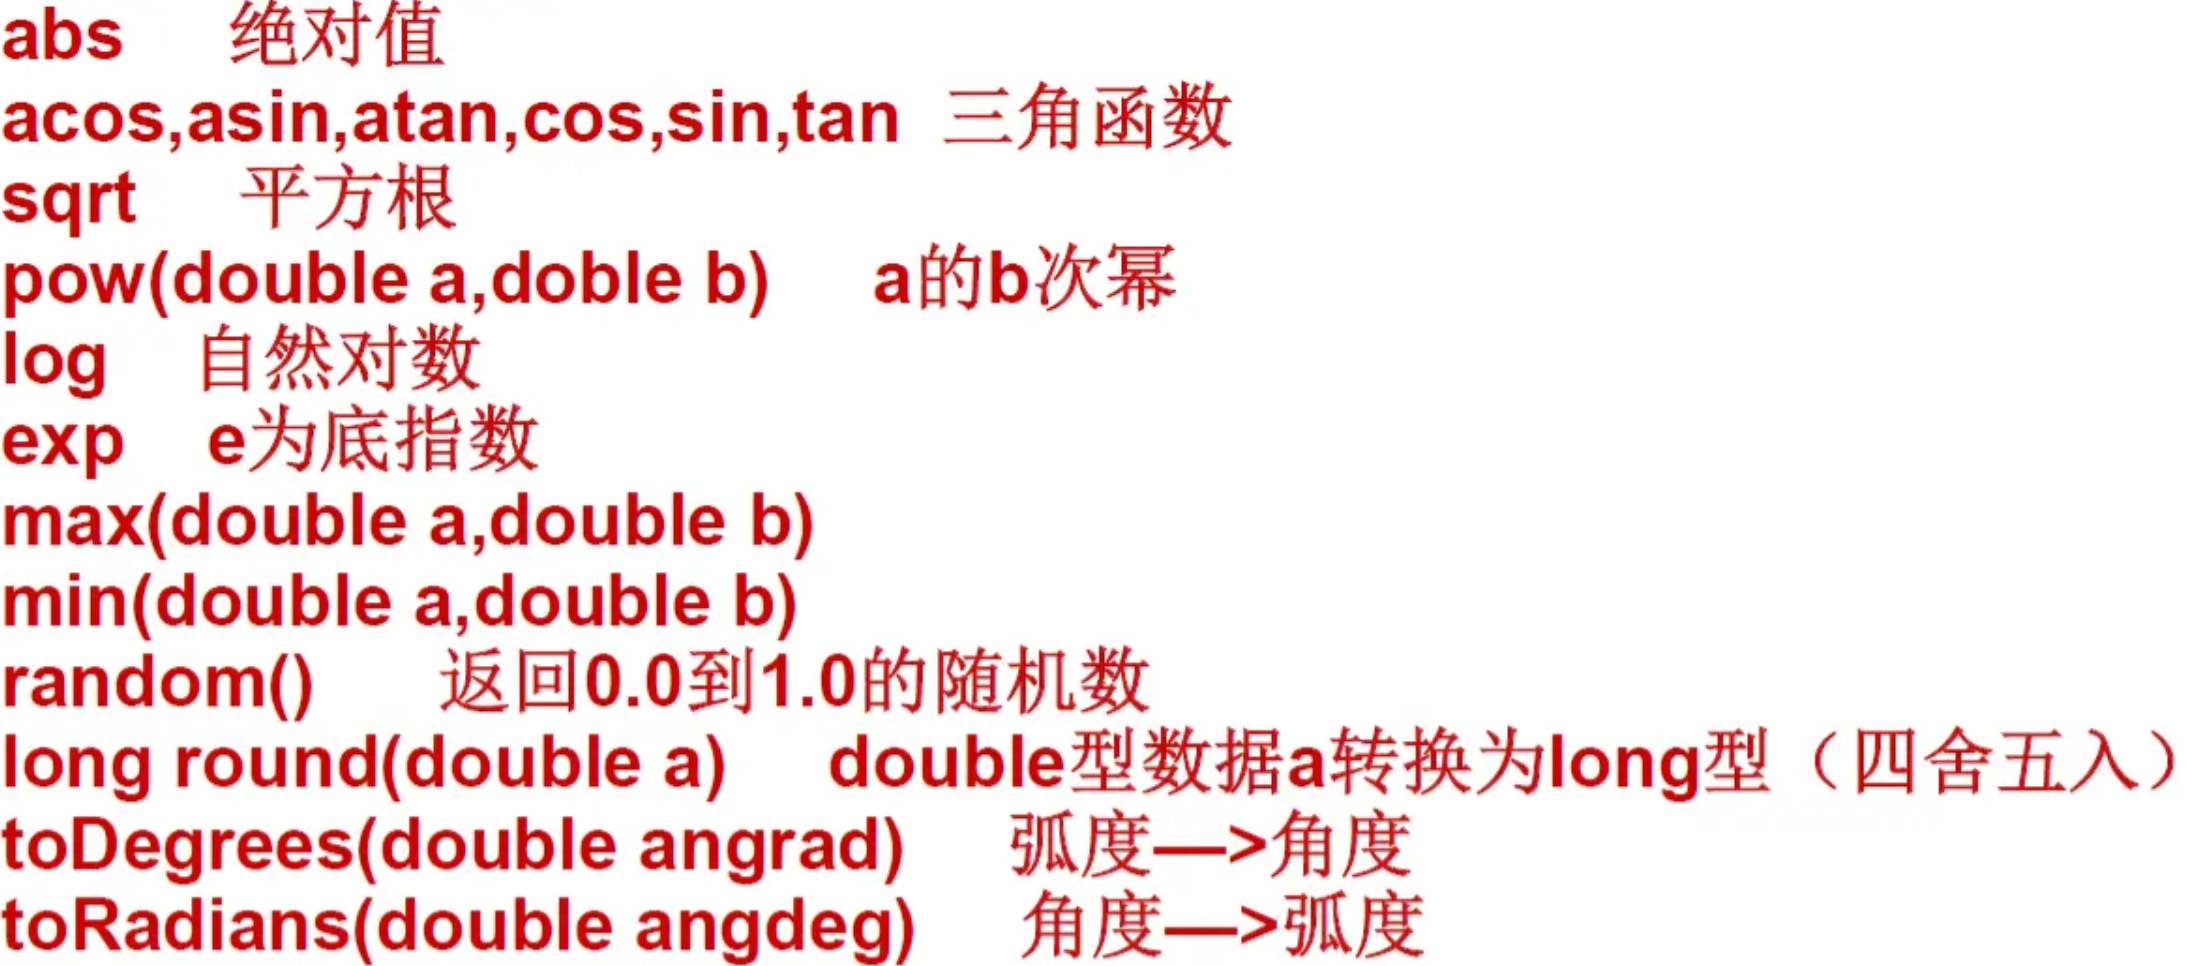 abs 绝对值
acos,asin,atan,cos,sin,tan 三角函数
sqrt 平方根
pow(double a,doble b) a的b次幂
log 自然对数
exp e为底指数
max(double a,double b)
min(double a,double b)
random() 返回0.0到1.0的随机数
long round(double a) double型数据a转换为long型（四舍五入）
toDegrees(double angrad) 弧度—>角度
toRadians(double angdeg) 角度—>弧度